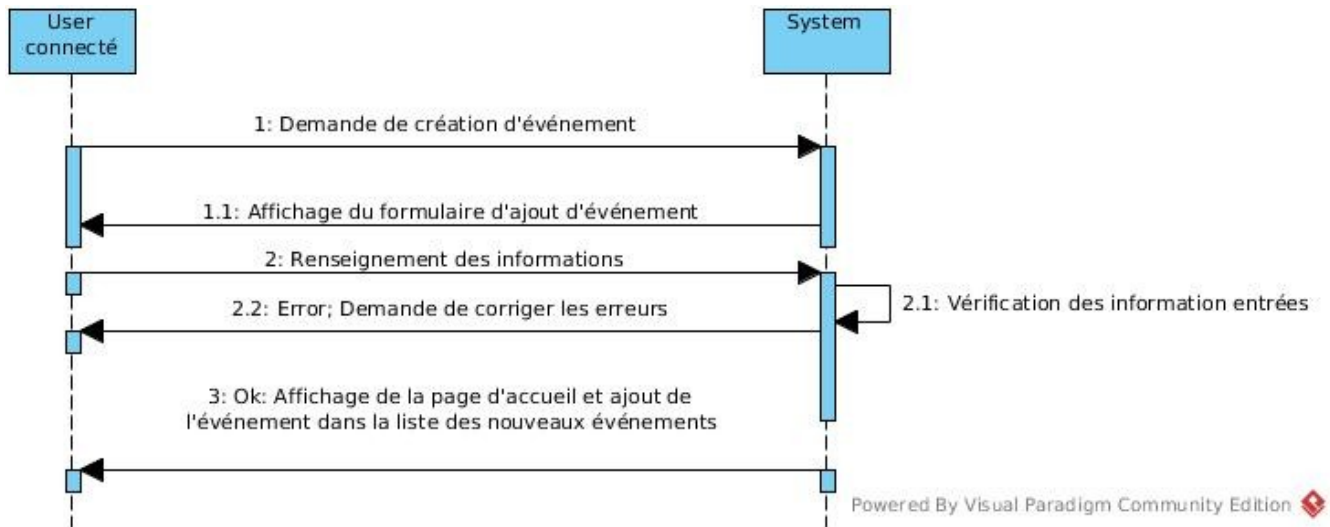 User
connecté
System
1: Demande de création d'événement
1.1: Affichage du formulaire d'ajout d'événement
2: Renseignement des informations
2.1: Vérification des information entrées
2.2: Error; Demande de corriger les erreurs
3: Ok: Affichage de la page d'accueil et ajout de
l'événement dans la liste des nouveaux événements
Powered By Visual Paradigm Community Edition